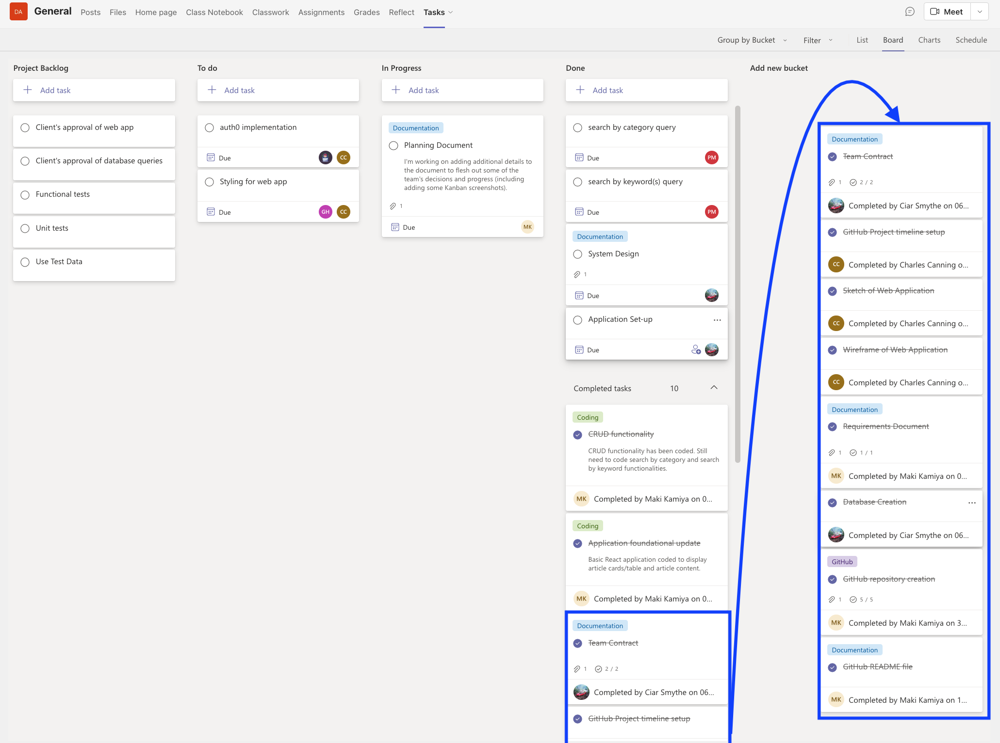 DA
General
Posts
Files
Home page
Class Notebook
Classwork
Assignments
Grades
Reflect
Tasks
Meet
Group by Bucket
Filter
List
Board
Charts
Schedule
Project Backlog
Add task
Client's approval of web app
Client's approval of database queries
Functional tests
Unit tests
Use Test Data
To do
Add task
auth0 implementation
Due
CC
Styling for web app
Due
GH
CC
In Progress
Add task
Documentation
Planning Document
I'm working on adding additional details to
the document to flesh out some of the
team's decisions and progress (including
adding some Kanban screenshots).
1
Due
MK
Done
Add task
search by category query
Due
PM
search by keyword(s) query
Due
PM
Documentation
System Design
1
Due
Application Set-up
Due
Completed tasks
10
Coding
CRUD functionality
CRUD functionality has been coded. Still
need to code search by category and search
by keyword functionalities.
MK
Completed by Maki Kamiya on 0...
Coding
Application foundational update
Basic React application coded to display
article cards/table and article content.
MK
Completed by Maki Kamiya on 0...
Documentation
Team Contract
1
2 / 2
Completed by Ciar Smythe on 06...
GitHub Project timeline setup
Add new bucket
Documentation
Team Contract
1
2 / 2
Completed by Ciar Smythe on 06...
GitHub Project timeline setup
CC
Completed by Charles Canning o...
Sketch of Web Application
CC
Completed by Charles Canning o...
Wireframe of Web Application
CC
Completed by Charles Canning o...
Documentation
Requirements Document
1
1 / 1
MK
Completed by Maki Kamiya on 0...
Database Creation
Completed by Ciar Smythe on 06...
GitHub
GitHub repository creation
1
5 / 5
MK
Completed by Maki Kamiya on 3...
Documentation
GitHub README file
MK
Completed by Maki Kamiya on 1...